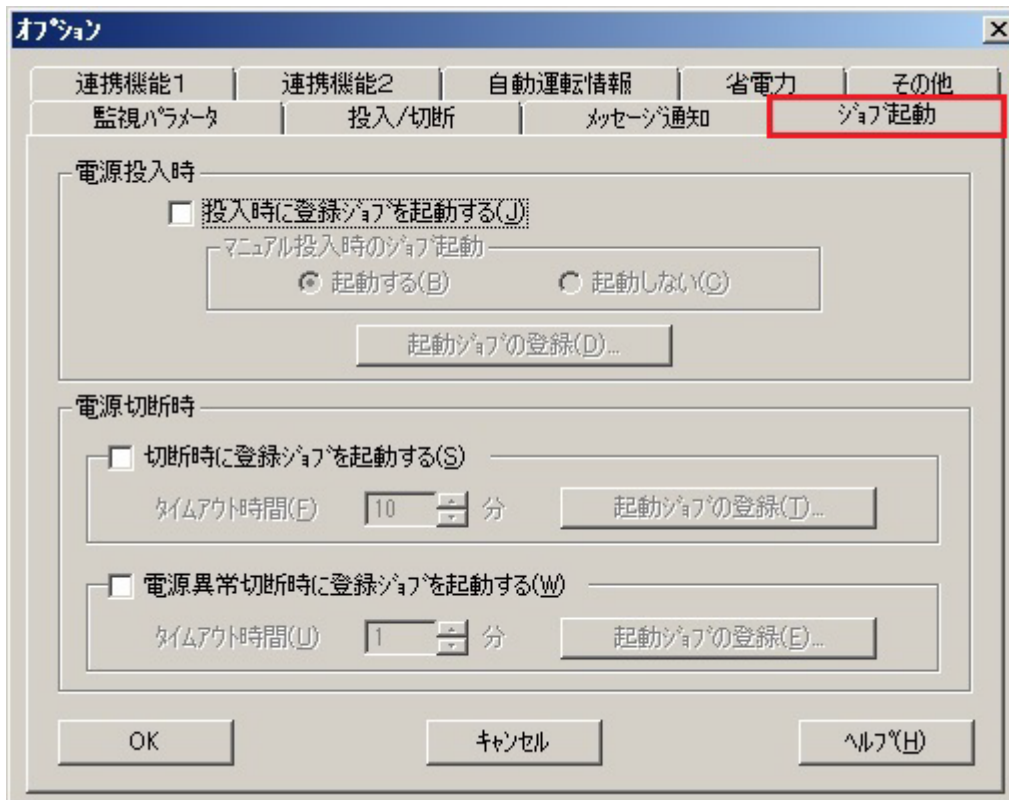 オプション
連携機能1 連携機能2 自動運転情報 省電力 その他
監視パラメータ 投入/切断 メッセージ通知 ジョブ起動
電源投入時
投入時に登録ジョブを起動する(J)
マニュアル投入時のジョブ起動
起動する(B) 起動しない(C)
起動ジョブの登録(D)...
電源切断時
切断時に登録ジョブを起動する(S)
タイムアウト時間(F) 10 分 起動ジョブの登録(T)...
電源異常切断時に登録ジョブを起動する(W)
タイムアウト時間(U) 1 分 起動ジョブの登録(E)...
OK キャンセル ヘルプ(H)